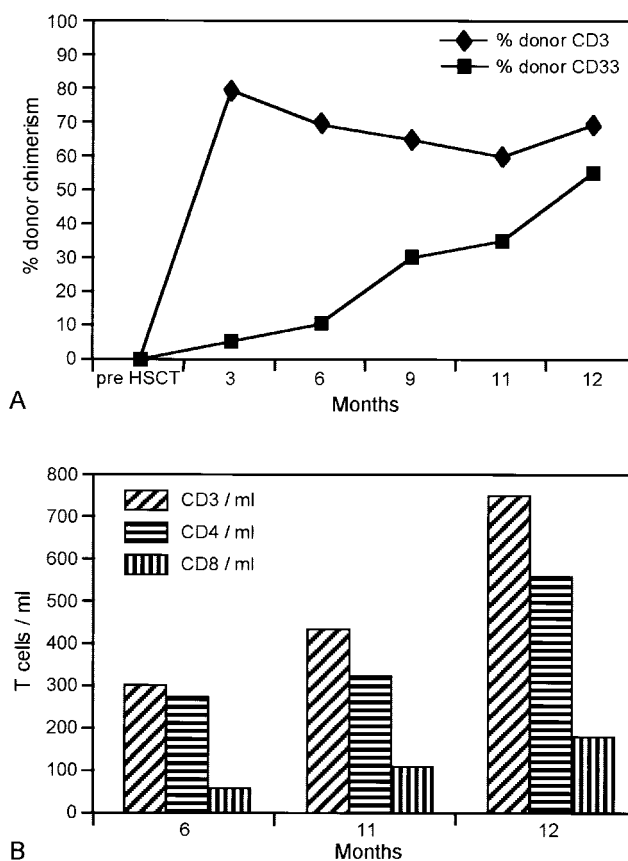 100
90
80
70
60
50
40
30
20
10
0
% donor chimerism
% donor CD3
% donor CD33
pre HSCT 3 6 9 11 12
Months
A
800
700
600
500
400
300
200
100
0
T cells / ml
CD3 / ml
CD4 / ml
CD8 / ml
6 11 12
Months
B